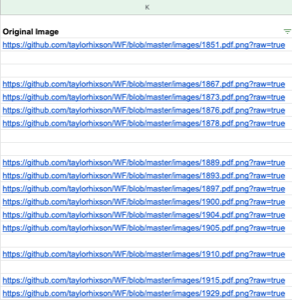 K
Original Image
https://github.com/taylorhixson/WF/blob/master/images/1851.pdf.png?raw=true
https://github.com/taylorhixson/WF/blob/master/images/1867.pdf.png?raw=true
https://github.com/taylorhixson/WF/blob/master/images/1873.pdf.png?raw=true
https://github.com/taylorhixson/WF/blob/master/images/1876.pdf.png?raw=true
https://github.com/taylorhixson/WF/blob/master/images/1878.pdf.png?raw=true
https://github.com/taylorhixson/WF/blob/master/images/1889.pdf.png?raw=true
https://github.com/taylorhixson/WF/blob/master/images/1893.pdf.png?raw=true
https://github.com/taylorhixson/WF/blob/master/images/1897.pdf.png?raw=true
https://github.com/taylorhixson/WF/blob/master/images/1900.pdf.png?raw=true
https://github.com/taylorhixson/WF/blob/master/images/1904.pdf.png?raw=true
https://github.com/taylorhixson/WF/blob/master/images/1905.pdf.png?raw=true
https://github.com/taylorhixson/WF/blob/master/images/1910.pdf.png?raw=true
https://github.com/taylorhixson/WF/blob/master/images/1915.pdf.png?raw=true
https://github.com/taylorhixson/WF/blob/master/images/1929.pdf.png?raw=true